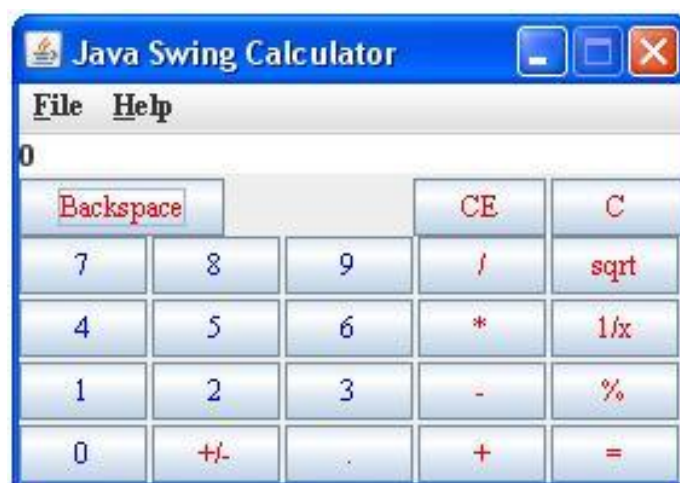 Java Swing Calculator
File Help
0
Backspace CE C
7 8 9 / sqrt
4 5 6 * 1/x
1 2 3 - %
0 +/- . + =